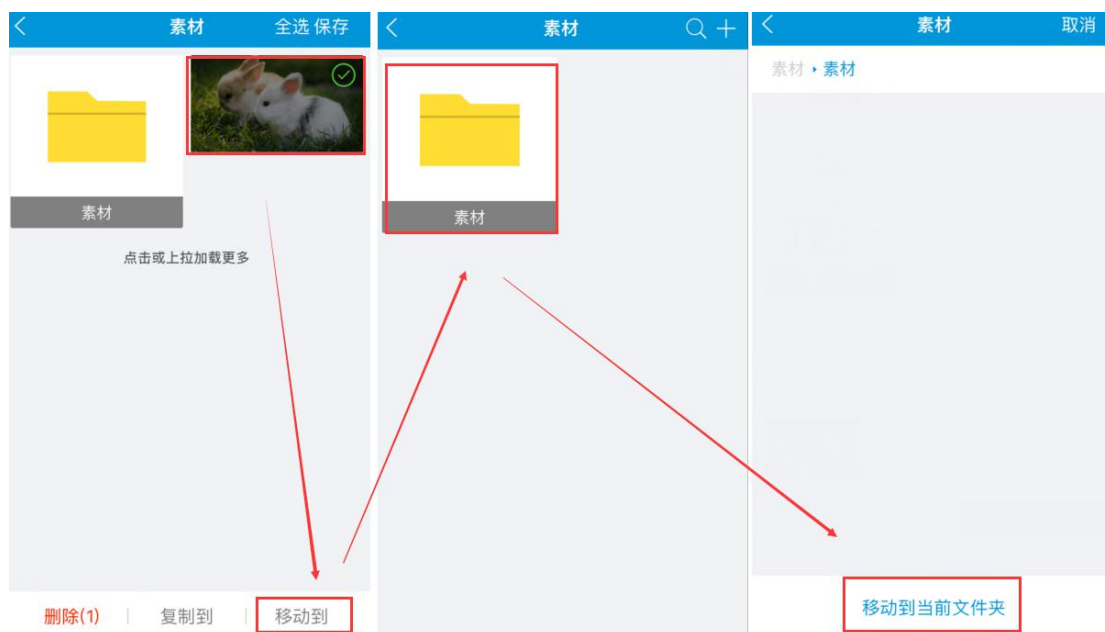 素材
全选 保存
素材
点击或上拉加载更多
删除(1)
复制到
移动到
素材
素材
素材
取消
素材 ▸ 素材
移动到当前文件夹